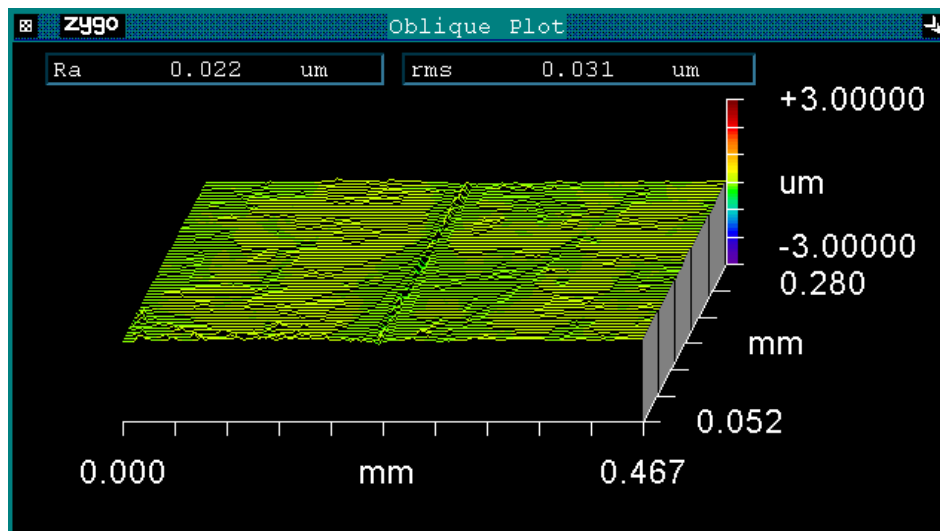 zygo Oblique Plot
Ra 0.022 um rms 0.031 um
+3.00000
um
-3.00000
0.280
mm
0.052
0.000 mm 0.467